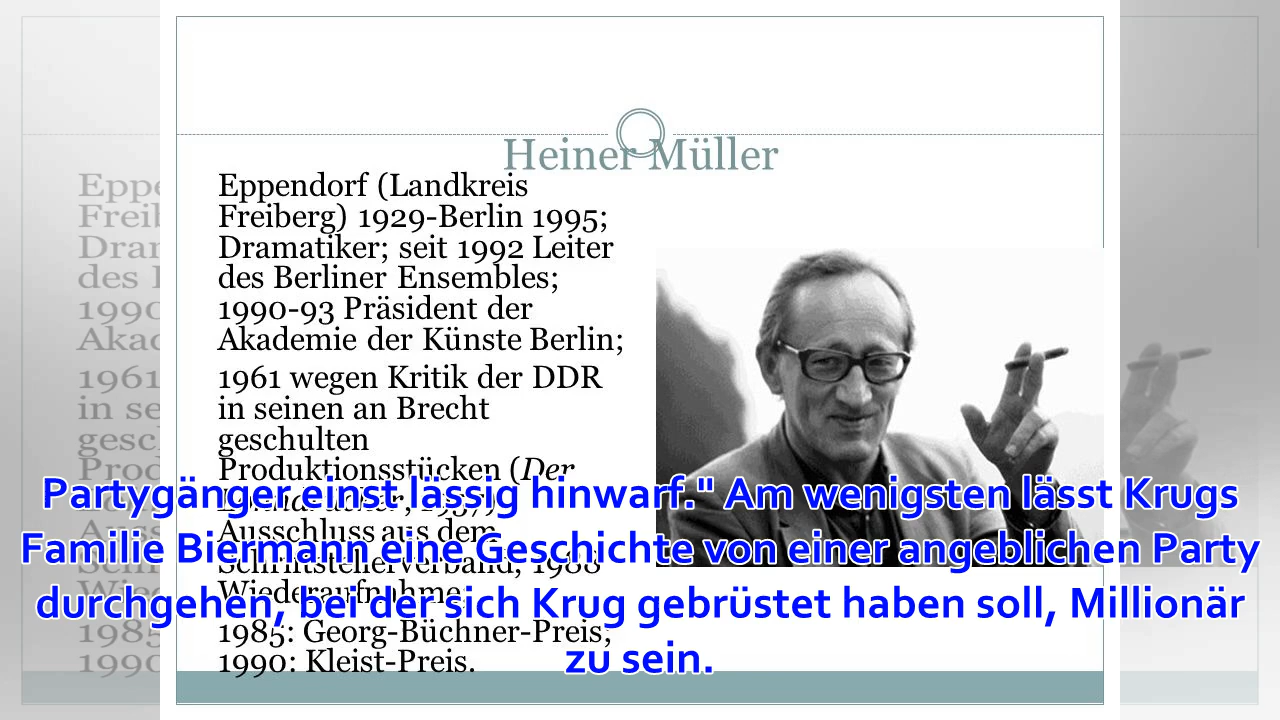 Heiner Müller
Eppendorf (Landkreis
Freiberg) 1929-Berlin 1995;
Dramatiker; seit 1992 Leiter
des Berliner Ensembles;
1990-93 Präsident der
Akademie der Künste Berlin;
1961 wegen Kritik der DDR
in seinen an Brecht
geschulten
Produktionsstücken (Der
Ausschluss aus dem
Schriftstellerverband, 1988
Wiederaufnahme.
1985: Georg-Büchner-Preis;
1990: Kleist-Preis.
Partygänger einst lässig hinwarf." Am wenigsten lässt Krugs
Familie Biermann eine Geschichte von einer angeblichen Party
durchgehen, bei der sich Krug gebrüstet haben soll, Millionär
zu sein.